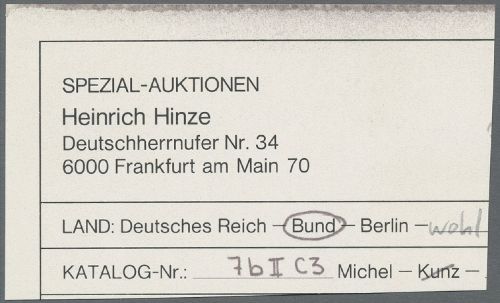 SPEZIAL-AUKTIONEN
Heinrich Hinze
Deutschherrnufer Nr. 34
6000 Frankfurt am Main 70
LAND: Deutsches Reich – Bund – Berlin – wohl
KATALOG-Nr.: 7b II C3 Michel – Kunz –